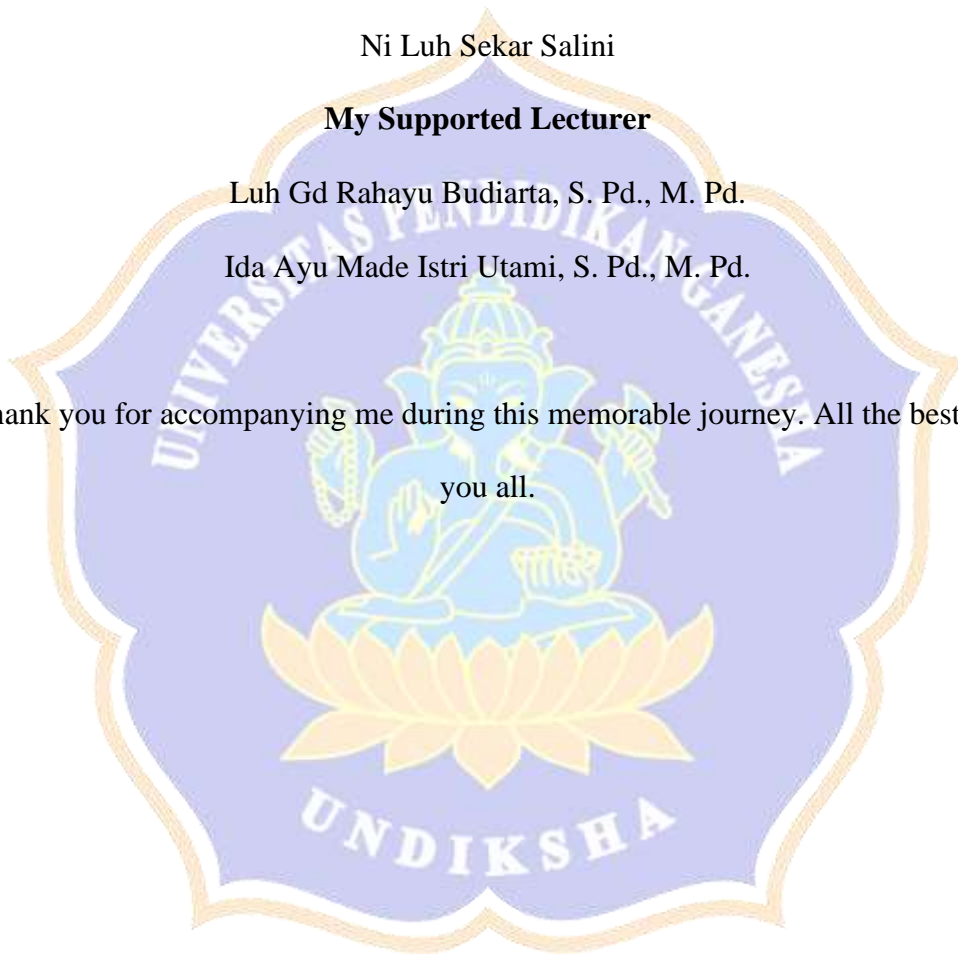 Ni Luh Sekar Salini
My Supported Lecturer
Luh Gd Rahayu Budiarta, S. Pd., M. Pd.
Ida Ayu Made Istri Utami, S. Pd., M. Pd.
UNIVERSITAS PENDIDIKAN GANESHA
hank you for accompanying me during this memorable journey. All the best
you all.
UNDIKSHA